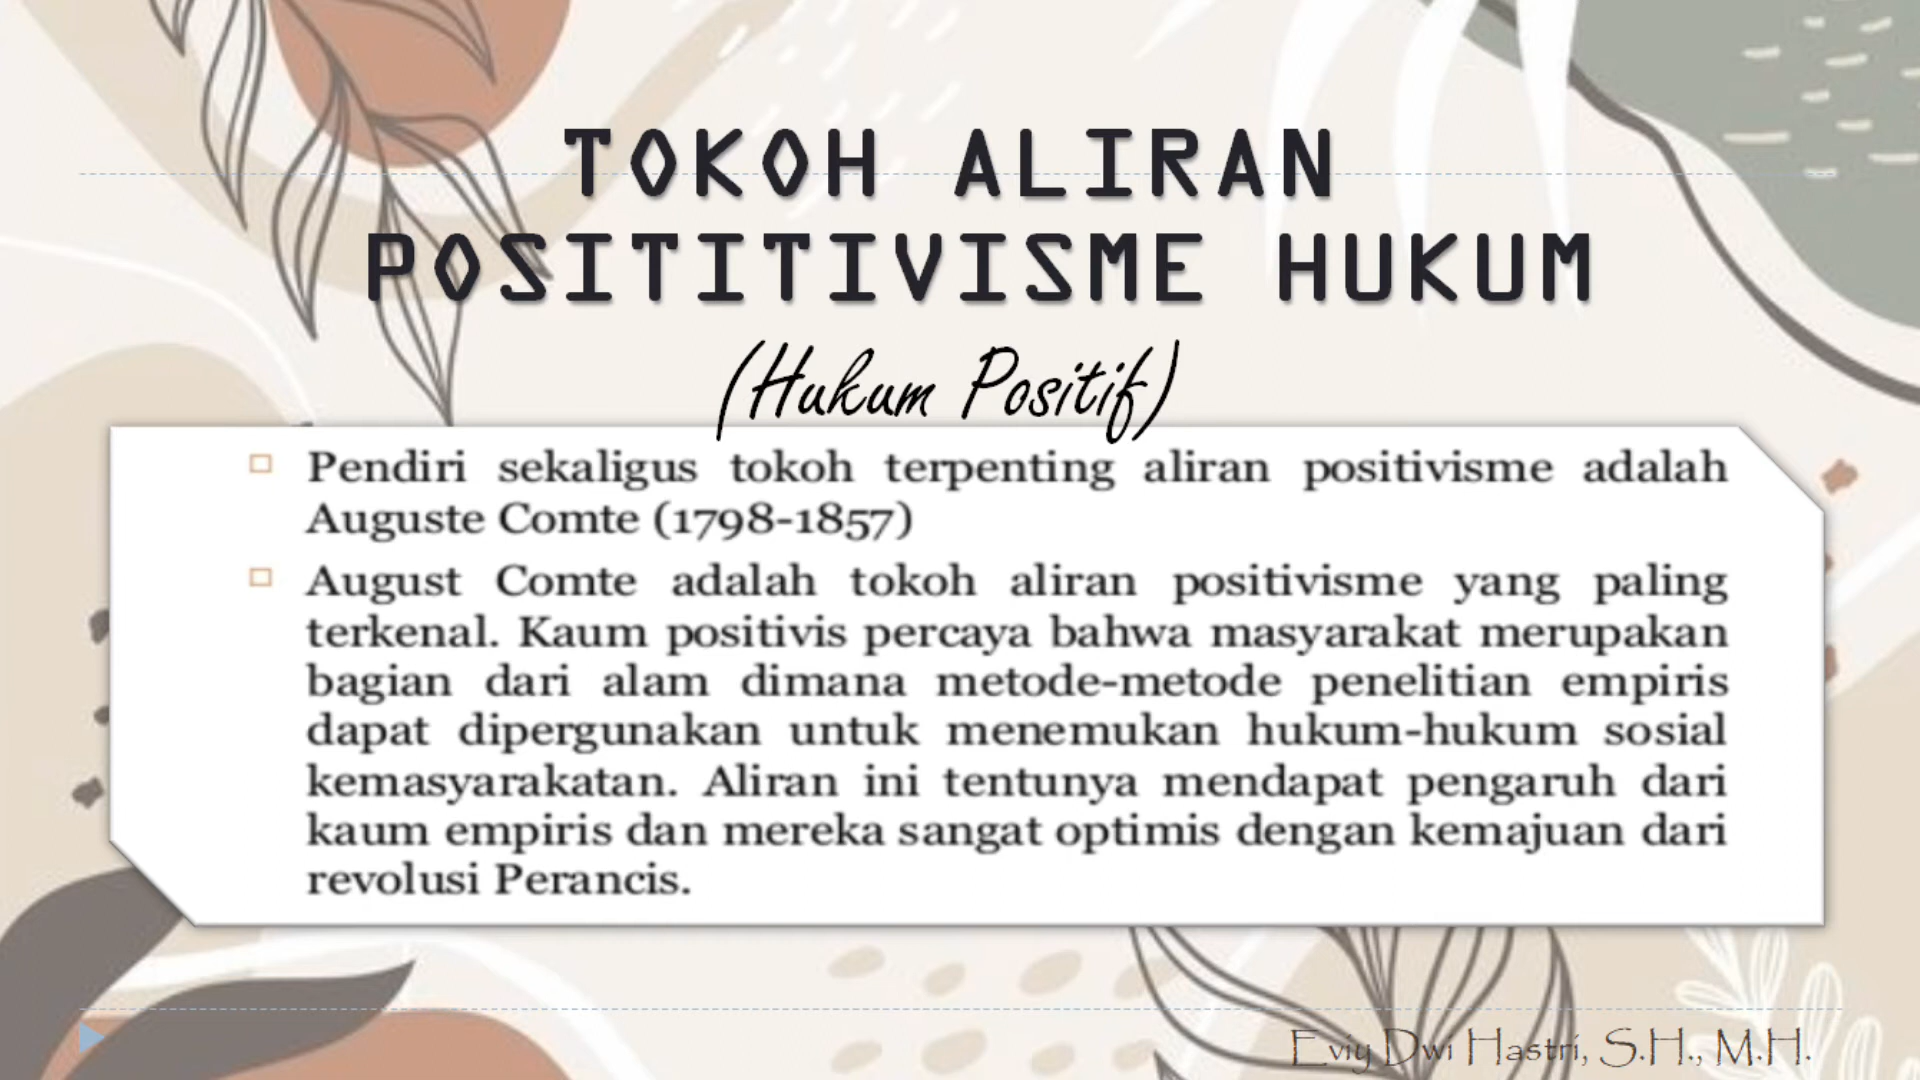 TOKOH ALIRAN
POSITITIVISME HUKUM
(Hukum Positif)
Pendiri sekaligus tokoh terpenting aliran positivisme adalah
Auguste Comte (1798-1857)
August Comte adalah tokoh aliran positivisme yang paling
terkenal. Kaum positivis percaya bahwa masyarakat merupakan
bagian dari alam dimana metode-metode penelitian empiris
dapat dipergunakan untuk menemukan hukum-hukum sosial
kemasyarakatan. Aliran ini tentunya mendapat pengaruh dari
kaum empiris dan mereka sangat optimis dengan kemajuan dari
revolusi Perancis.
Eviy Dwi Hastri, S.H., M.H.